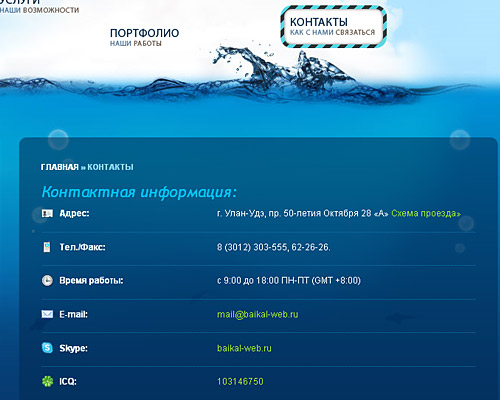 НАШИ ВОЗМОЖНОСТИ
ПОРТФОЛИО
НАШИ РАБОТЫ
КОНТАКТЫ
КАК С НАМИ СВЯЗАТЬСЯ
ГЛАВНАЯ » КОНТАКТЫ
Контактная информация:
Адрес: г. Улан-Удэ, пр. 50-летия Октября 28 «А» Схема проезда»
Тел./Факс: 8 (3012) 303-555, 62-26-26.
Время работы: с 9:00 до 18:00 ПН-ПТ (GMT +8:00)
E-mail: mail@baikal-web.ru
Skype: baikal-web.ru
ICQ: 103146750